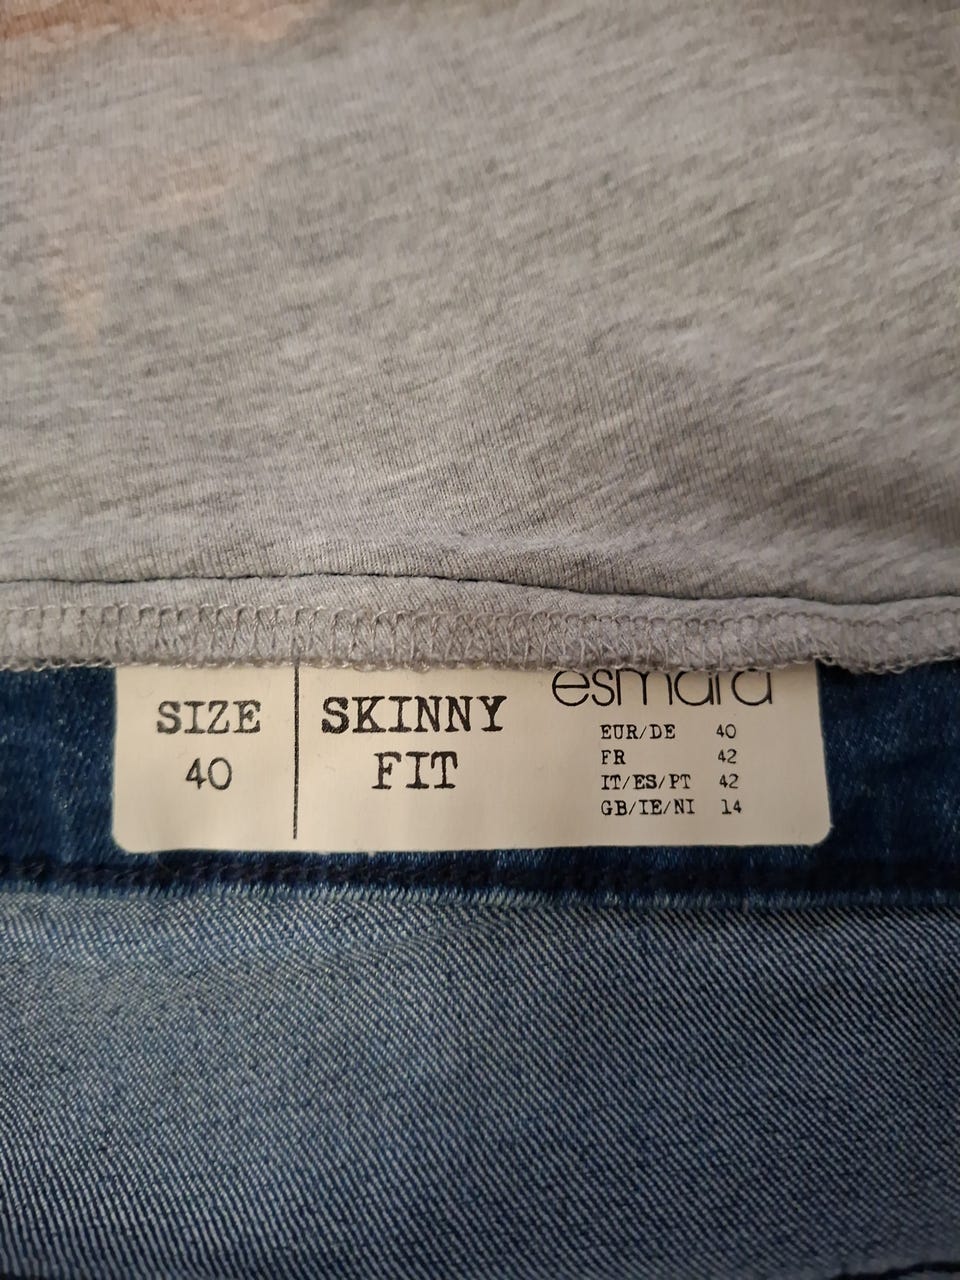 SIZE
40
SKINNY
FIT
esmara
EUR/DE 40
FR 42
IT/ES/PT 42
GB/IE/NI 14